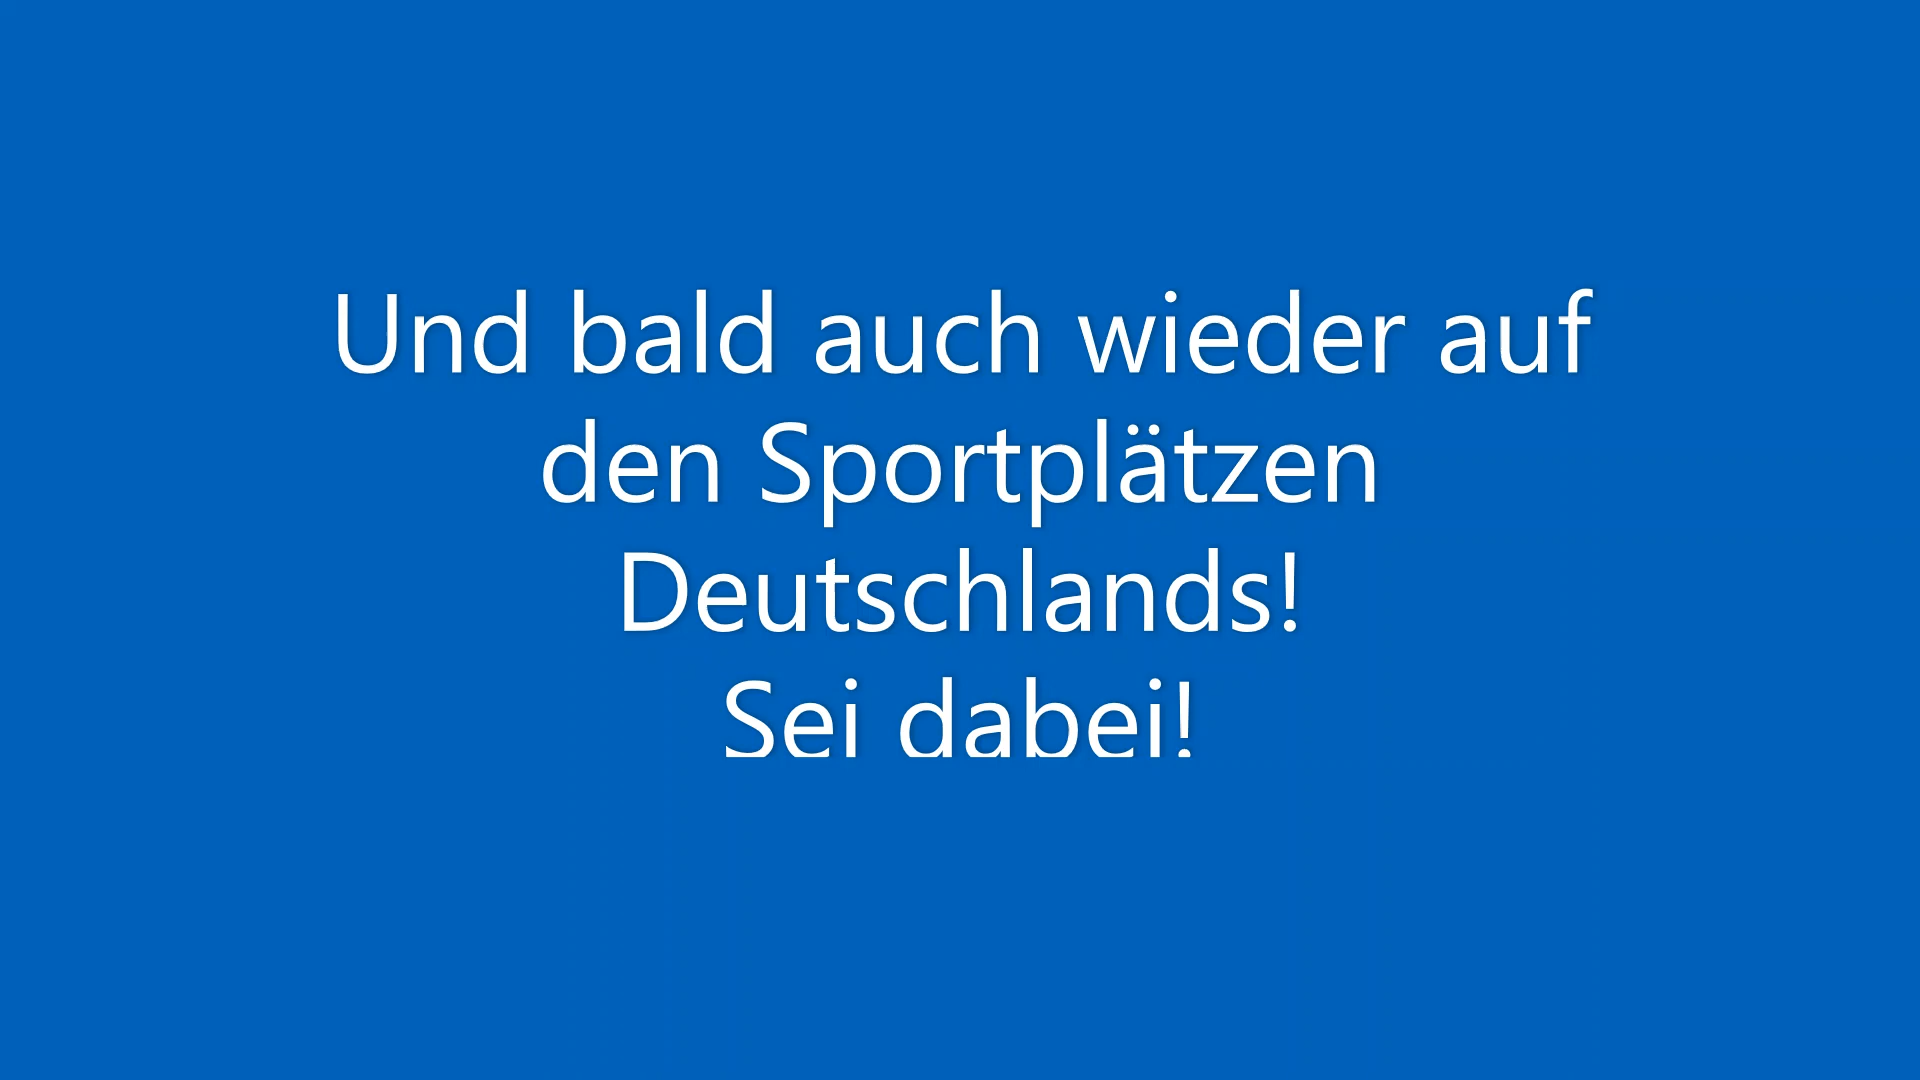 Und bald auch wieder auf
den Sportplätzen
Deutschlands!
Sei dabei!